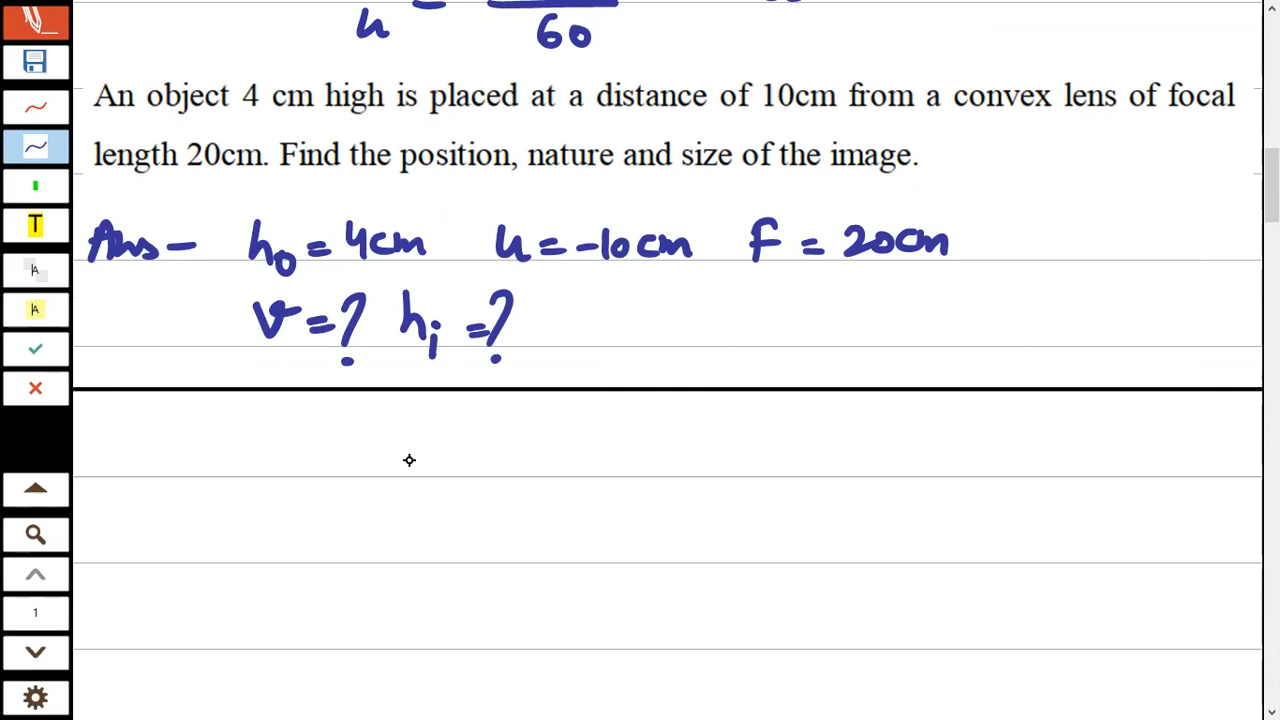 u = 60
An object 4 cm high is placed at a distance of 10cm from a convex lens of focal
length 20cm. Find the position, nature and size of the image.
Ans - ho = 4cm u = -10cm f = 20cm
v = ? hi = ?
T
A
A
1